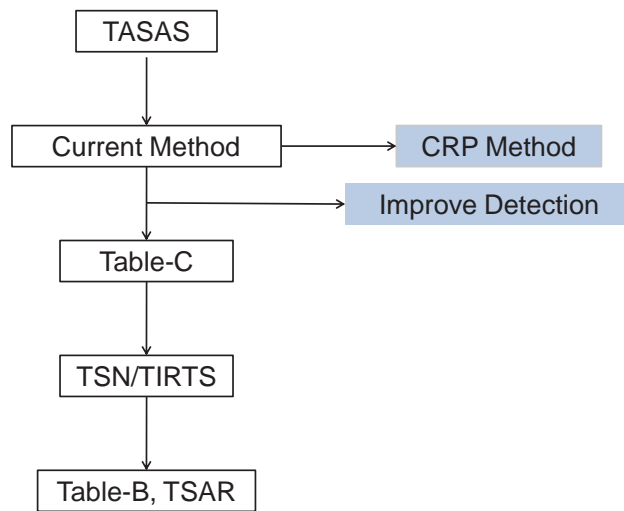 TASAS
Current Method
CRP Method
Improve Detection
Table-C
TSN/TIRTS
Table-B, TSAR